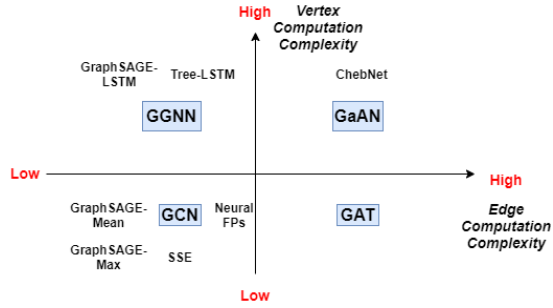 High
Vertex
Computation
Complexity
GraphSAGE-
LSTM
Tree-LSTM
ChebNet
GGNN
GaAN
Low
High
GraphSAGE-
Mean
GCN
Neural
FPs
GAT
Edge
Computation
Complexity
GraphSAGE-
Max
SSE
Low